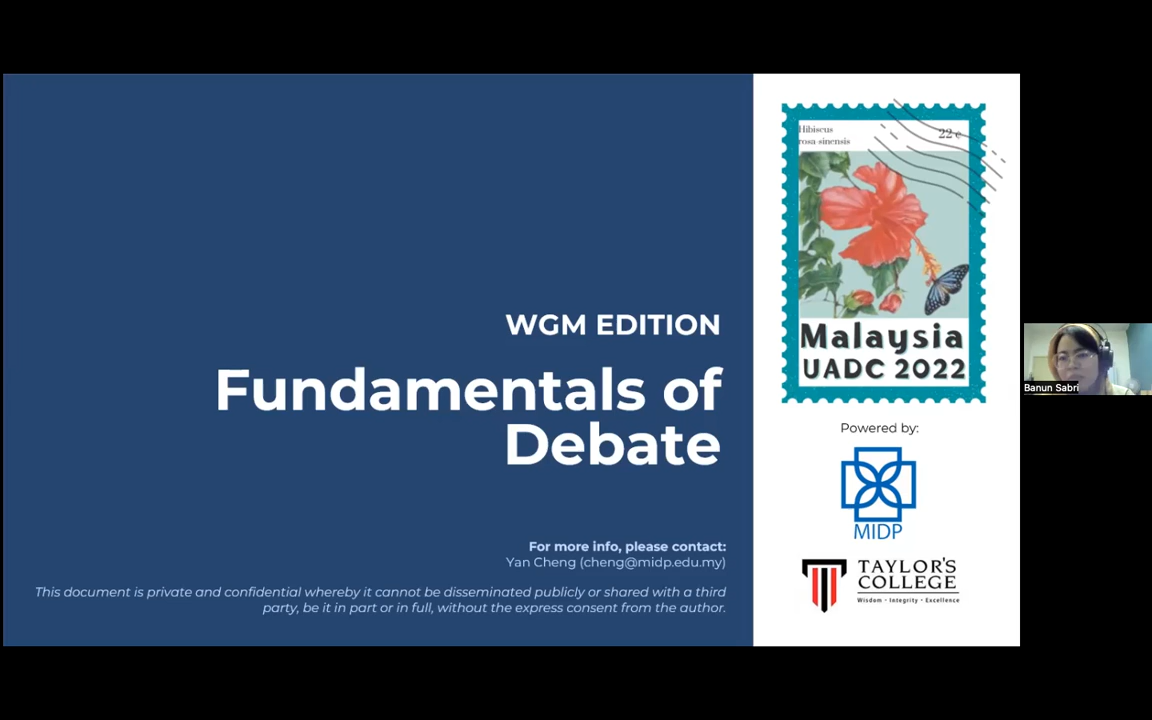 WGM EDITION
Fundamentals of
Debate
For more info, please contact:
Yan Cheng (cheng@midp.edu.my)
This document is private and confidential whereby it cannot be disseminated publicly or shared with a third
party, be it in part or in full, without the express consent from the author.
Hibiscus
rosa-sinensis
22 ¢
Malaysia
UADC 2022
Powered by:
MIDP
TAYLOR'S
COLLEGE
Wisdom • Integrity • Excellence
Banun Sabri